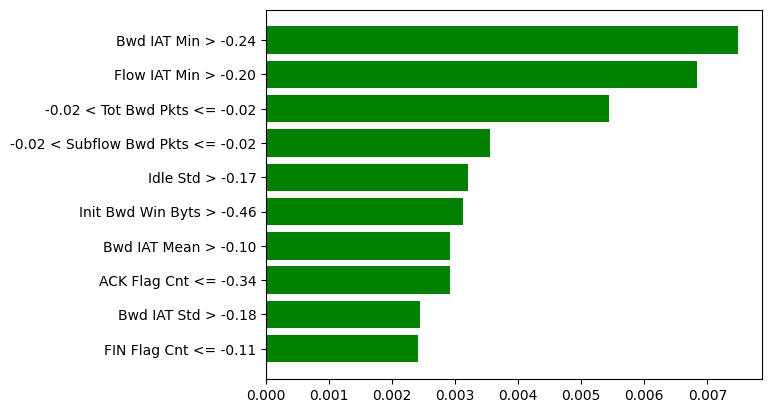 Bwd IAT Min > -0.24
Flow IAT Min > -0.20
-0.02 < Tot Bwd Pkts <= -0.02
-0.02 < Subflow Bwd Pkts <= -0.02
Idle Std > -0.17
Init Bwd Win Byts > -0.46
Bwd IAT Mean > -0.10
ACK Flag Cnt <= -0.34
Bwd IAT Std > -0.18
FIN Flag Cnt <= -0.11
0.000 0.001 0.002 0.003 0.004 0.005 0.006 0.007